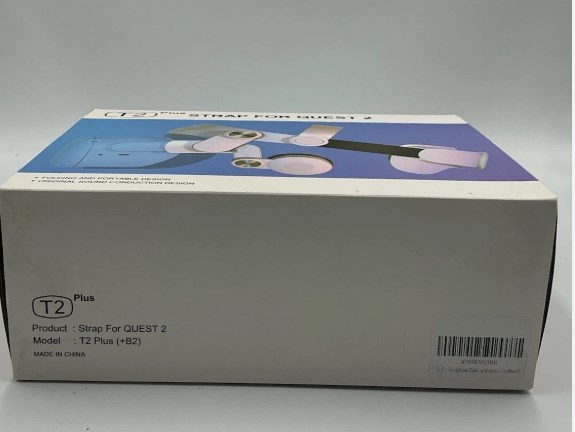 T2 Plus STRAP FOR QUEST 2
FOLDING AND PORTABLE DESIGN
ORIGINAL SOUND CONDUCTION DESIGN
T2 Plus
Product : Strap For QUEST 2
Model : T2 Plus (+B2)
MADE IN CHINA